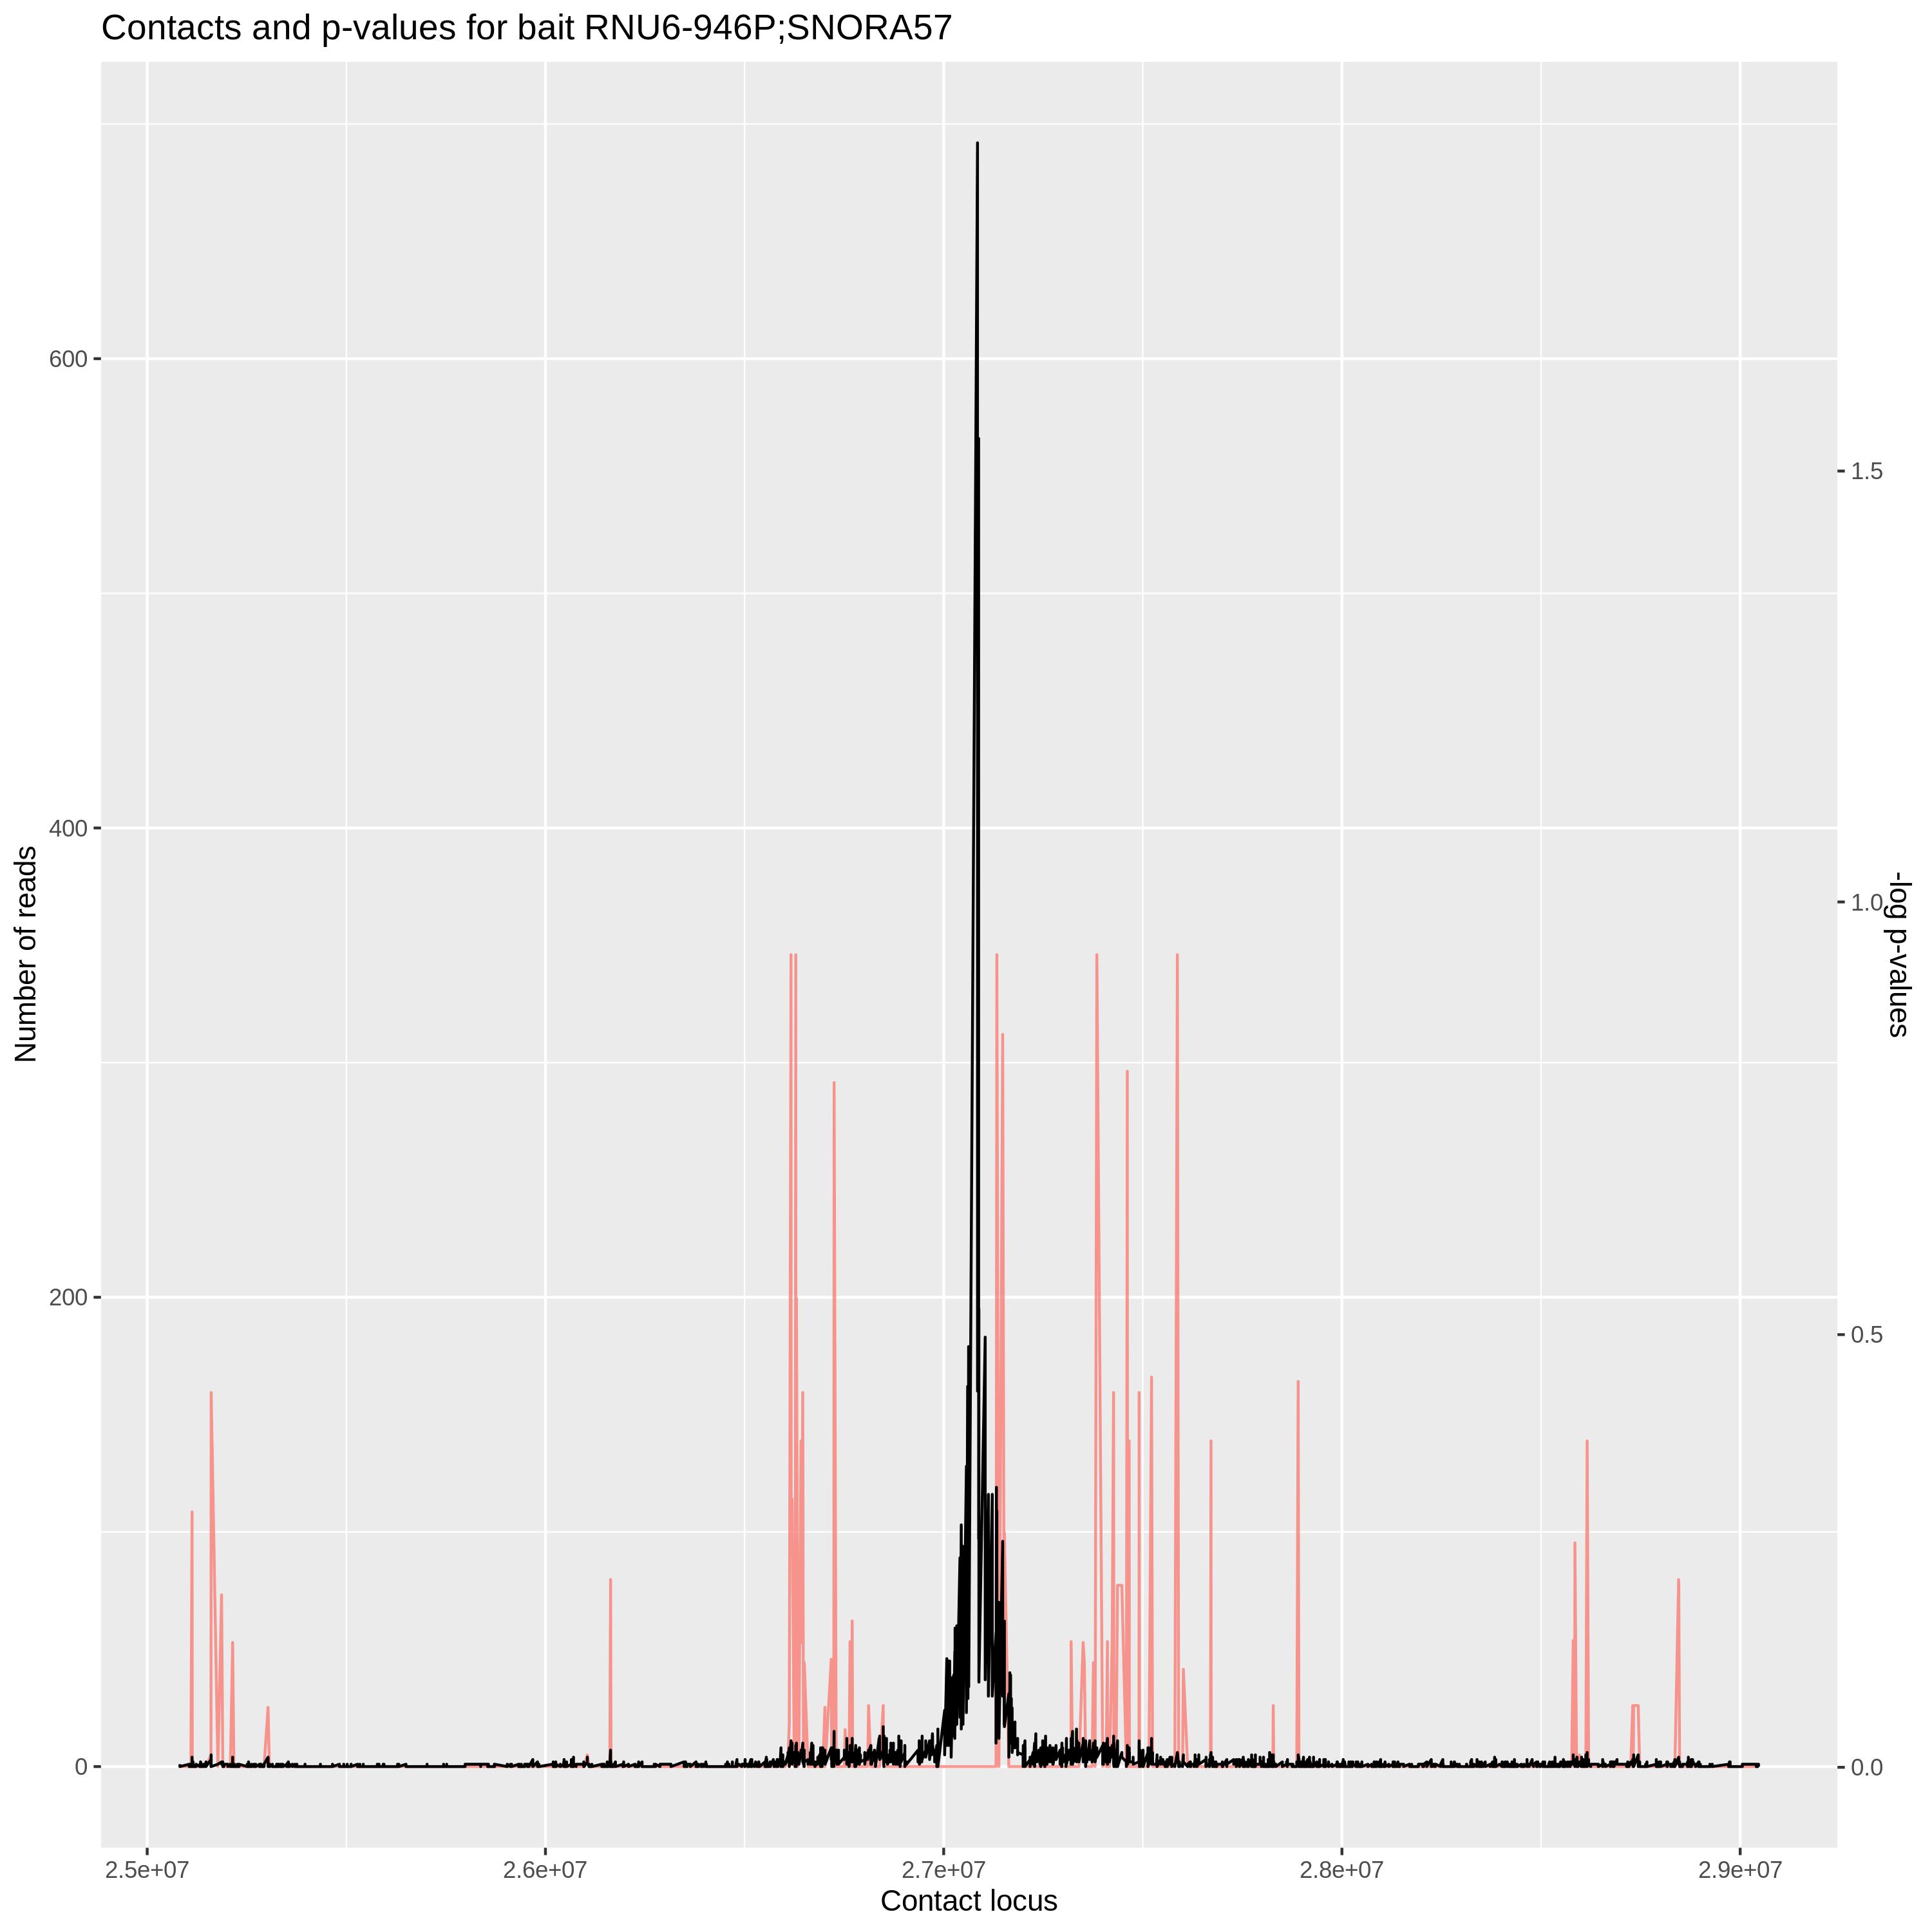 Contacts and p-values for bait RNU6-946P;SNORA57
600
400
200
0
Number of reads
1.5
1.0
0.5
0.0
-log p-values
2.5e+07
2.6e+07
2.7e+07
2.8e+07
2.9e+07
Contact locus